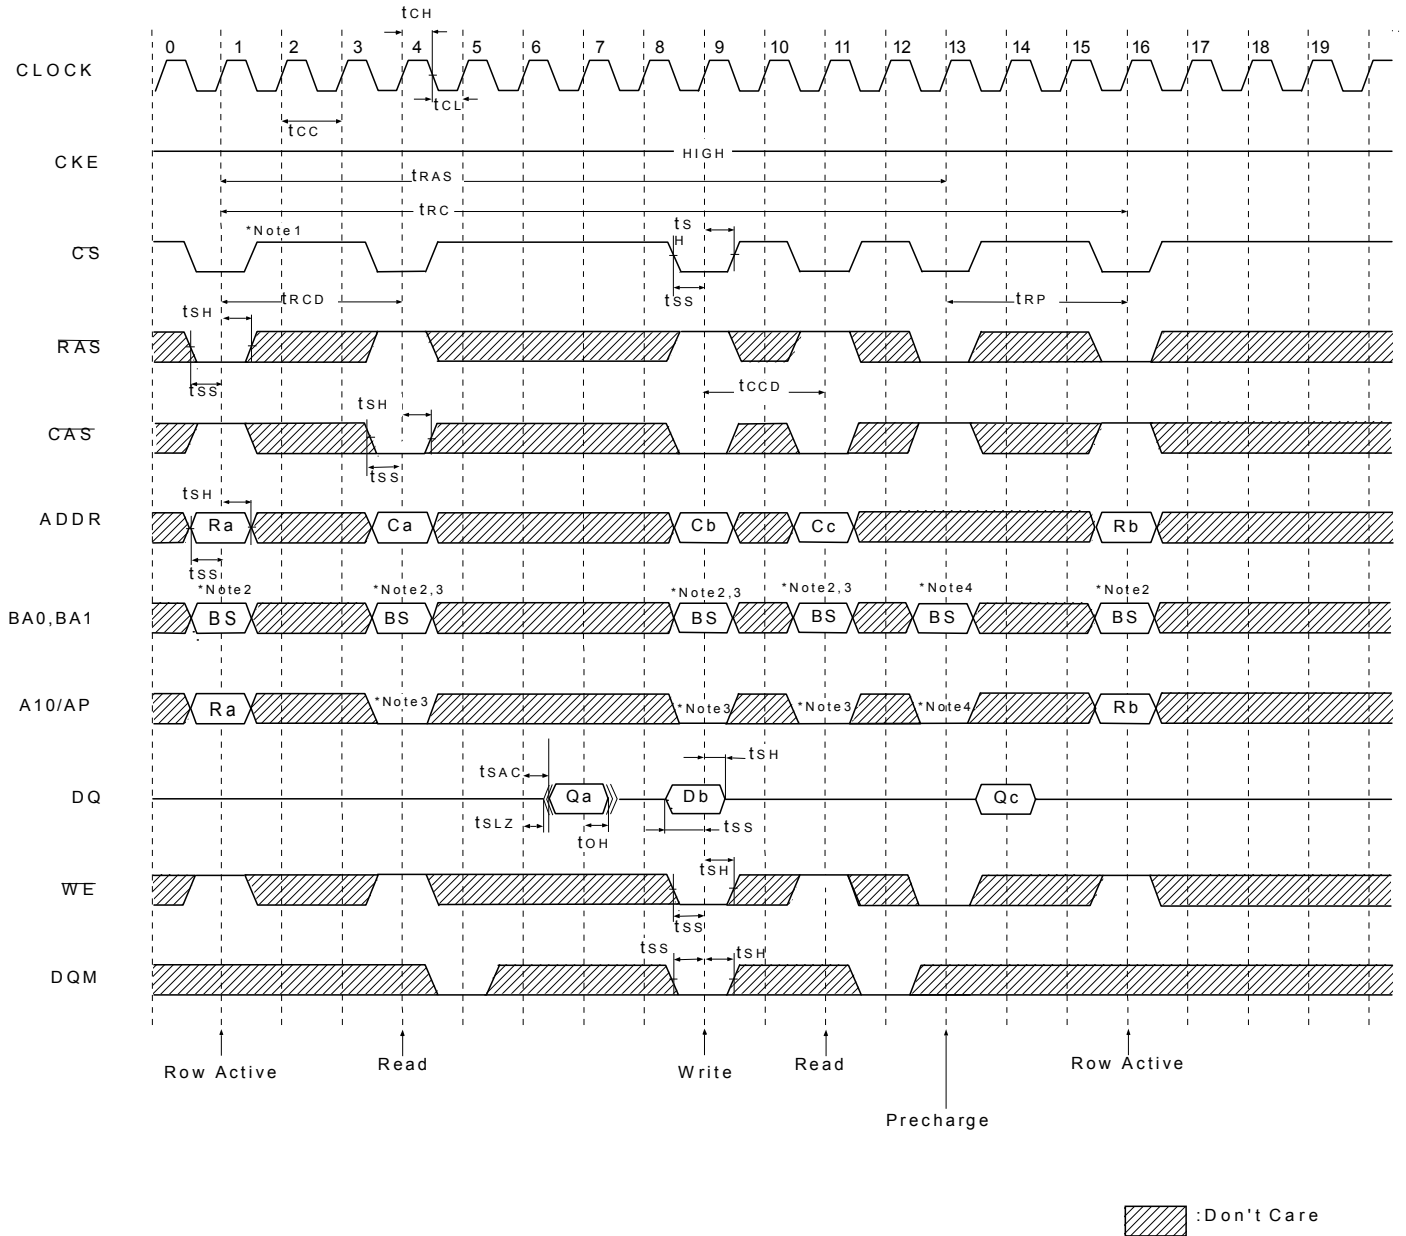 tCH
0 1 2 3 4 5 6 7 8 9 10 11 12 13 14 15 16 17 18 19
CLOCK
tCL
tCC
CKE
HIGH
tRAS
tRC
*Note1
tSH
CS
tRCD
tSS
tRP
tSH
RAS
tSS
tCCD
tSH
CAS
tSS
tSH
ADDR
Ra Ca Cb Cc Rb
tSS
*Note2 *Note2,3 *Note2,3 *Note2,3 *Note4 *Note2
BA0,BA1
BS BS BS BS BS BS
A10/AP
Ra *Note3 *Note3 *Note3 *Note4 Rb
tSAC
tSH
DQ
Qa Db Qc
tSLZ
tOH
tSS
tSH
WE
tSS
tSS
tSH
DQM
Row Active
Read
Write
Read
Row Active
Precharge
:Don't Care